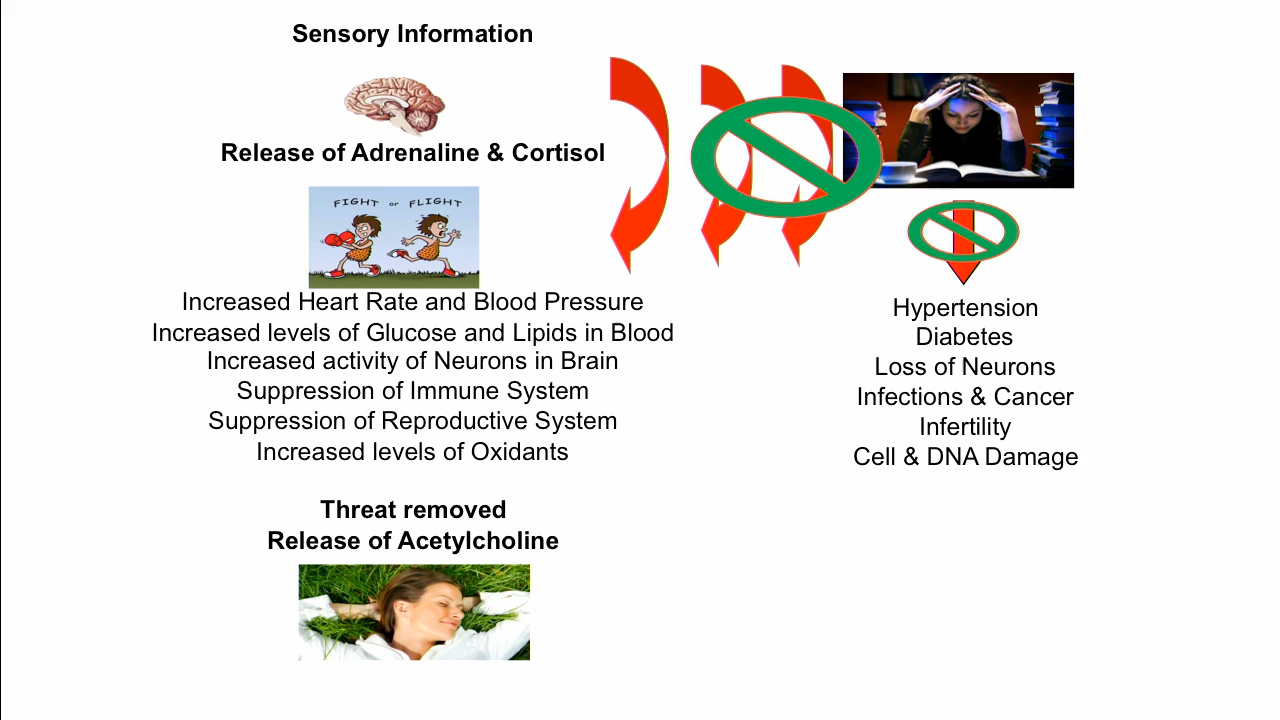 Sensory Information
Release of Adrenaline & Cortisol
FIGHT or FLIGHT
Increased Heart Rate and Blood Pressure
Increased levels of Glucose and Lipids in Blood
Increased activity of Neurons in Brain
Suppression of Immune System
Suppression of Reproductive System
Increased levels of Oxidants
Threat removed
Release of Acetylcholine
Hypertension
Diabetes
Loss of Neurons
Infections & Cancer
Infertility
Cell & DNA Damage